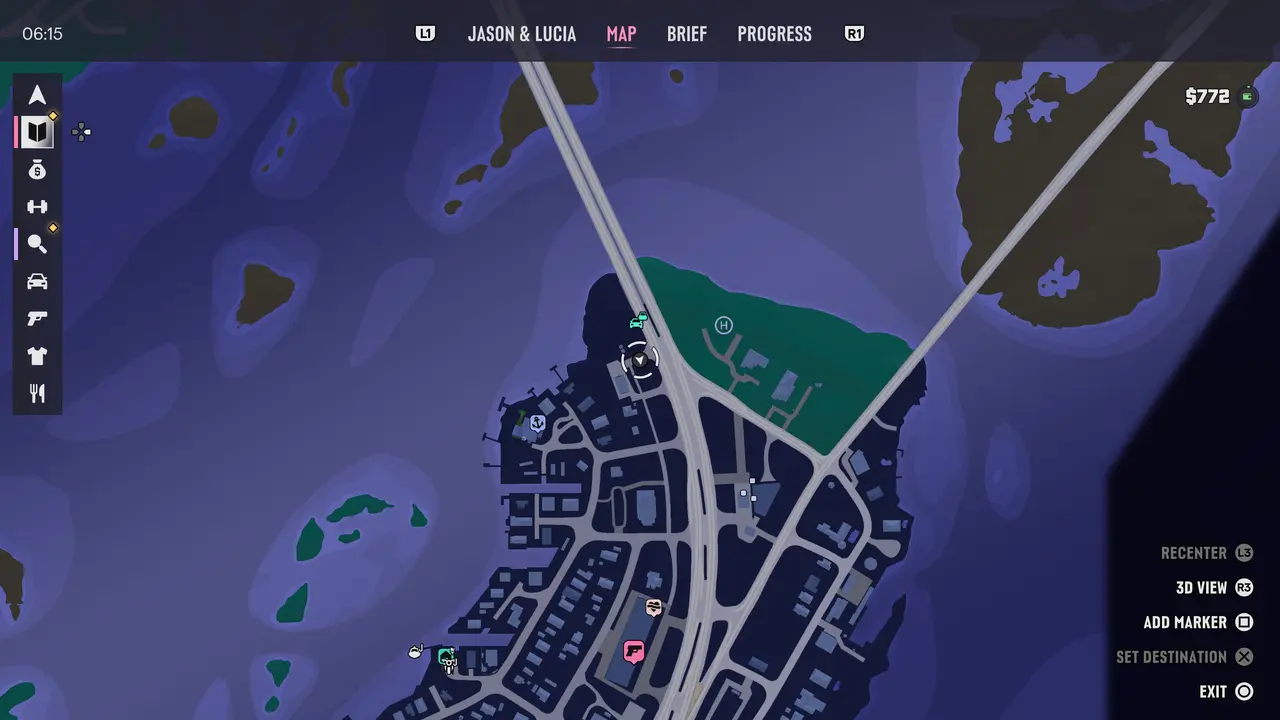 06:15
L1 JASON & LUCIA MAP BRIEF PROGRESS R1
$772
H
RECENTER L3
3D VIEW R3
ADD MARKER
SET DESTINATION
EXIT